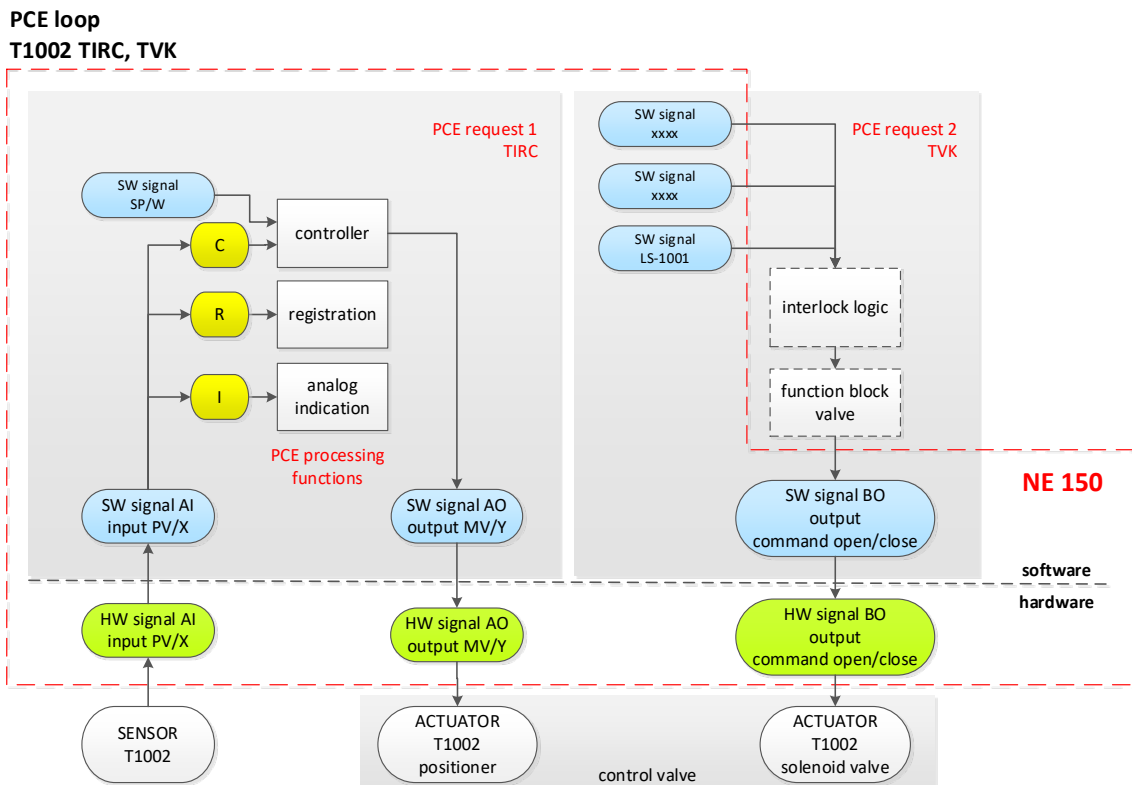 PCE loop
T1002 TIRC, TVK
PCE request 1
TIRC
SW signal
SP/W
C
controller
R
registration
I
analog
indication
PCE processing
functions
SW signal AI
input PV/X
SW signal AO
output MV/Y
SW signal
xxxx
PCE request 2
TVK
SW signal
xxxx
SW signal
LS-1001
interlock logic
function block
valve
NE 150
SW signal BO
output
command open/close
software
hardware
HW signal AI
input PV/X
HW signal AO
output MV/Y
HW signal BO
output
command open/close
SENSOR
T1002
ACTUATOR
T1002
positioner
control valve
ACTUATOR
T1002
solenoid valve